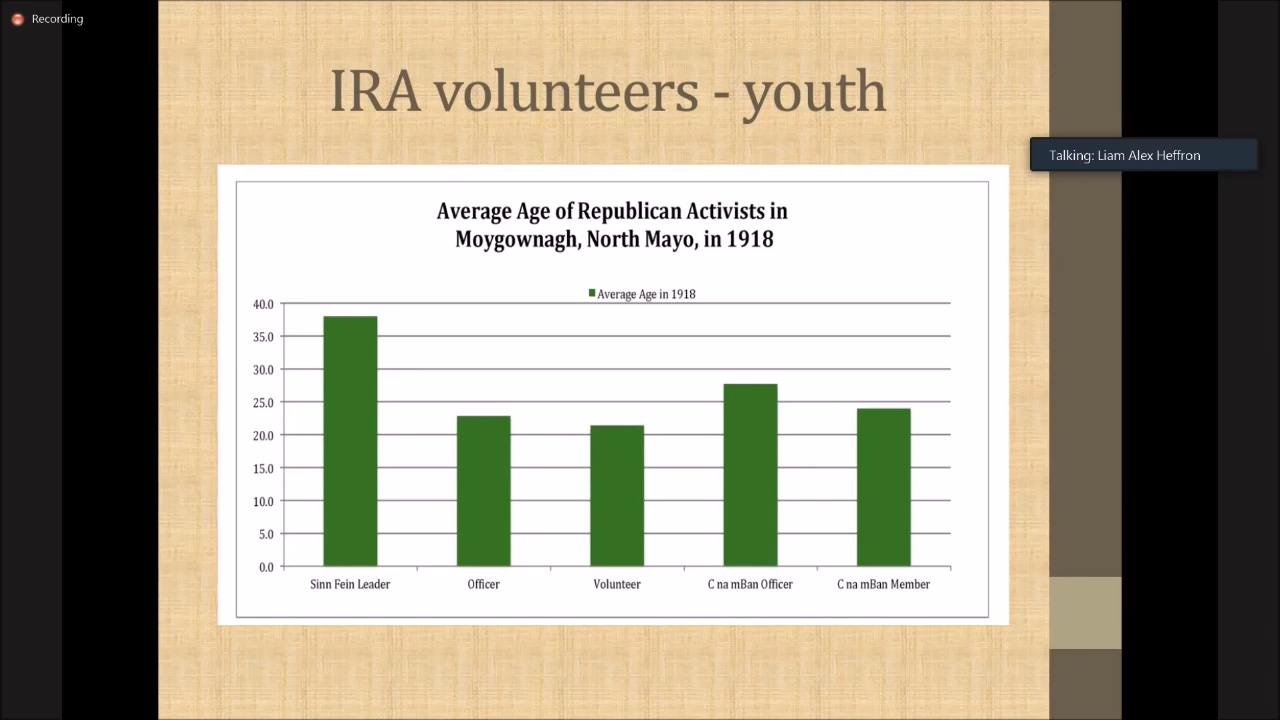 Recording
IRA volunteers - youth
Talking: Liam Alex Heffron
Average Age of Republican Activists in
Moygownagh, North Mayo, in 1918
Average Age in 1918
40.0
35.0
30.0
25.0
20.0
15.0
10.0
5.0
0.0
Sinn Fein Leader Officer Volunteer C na mBan Officer C na mBan Member